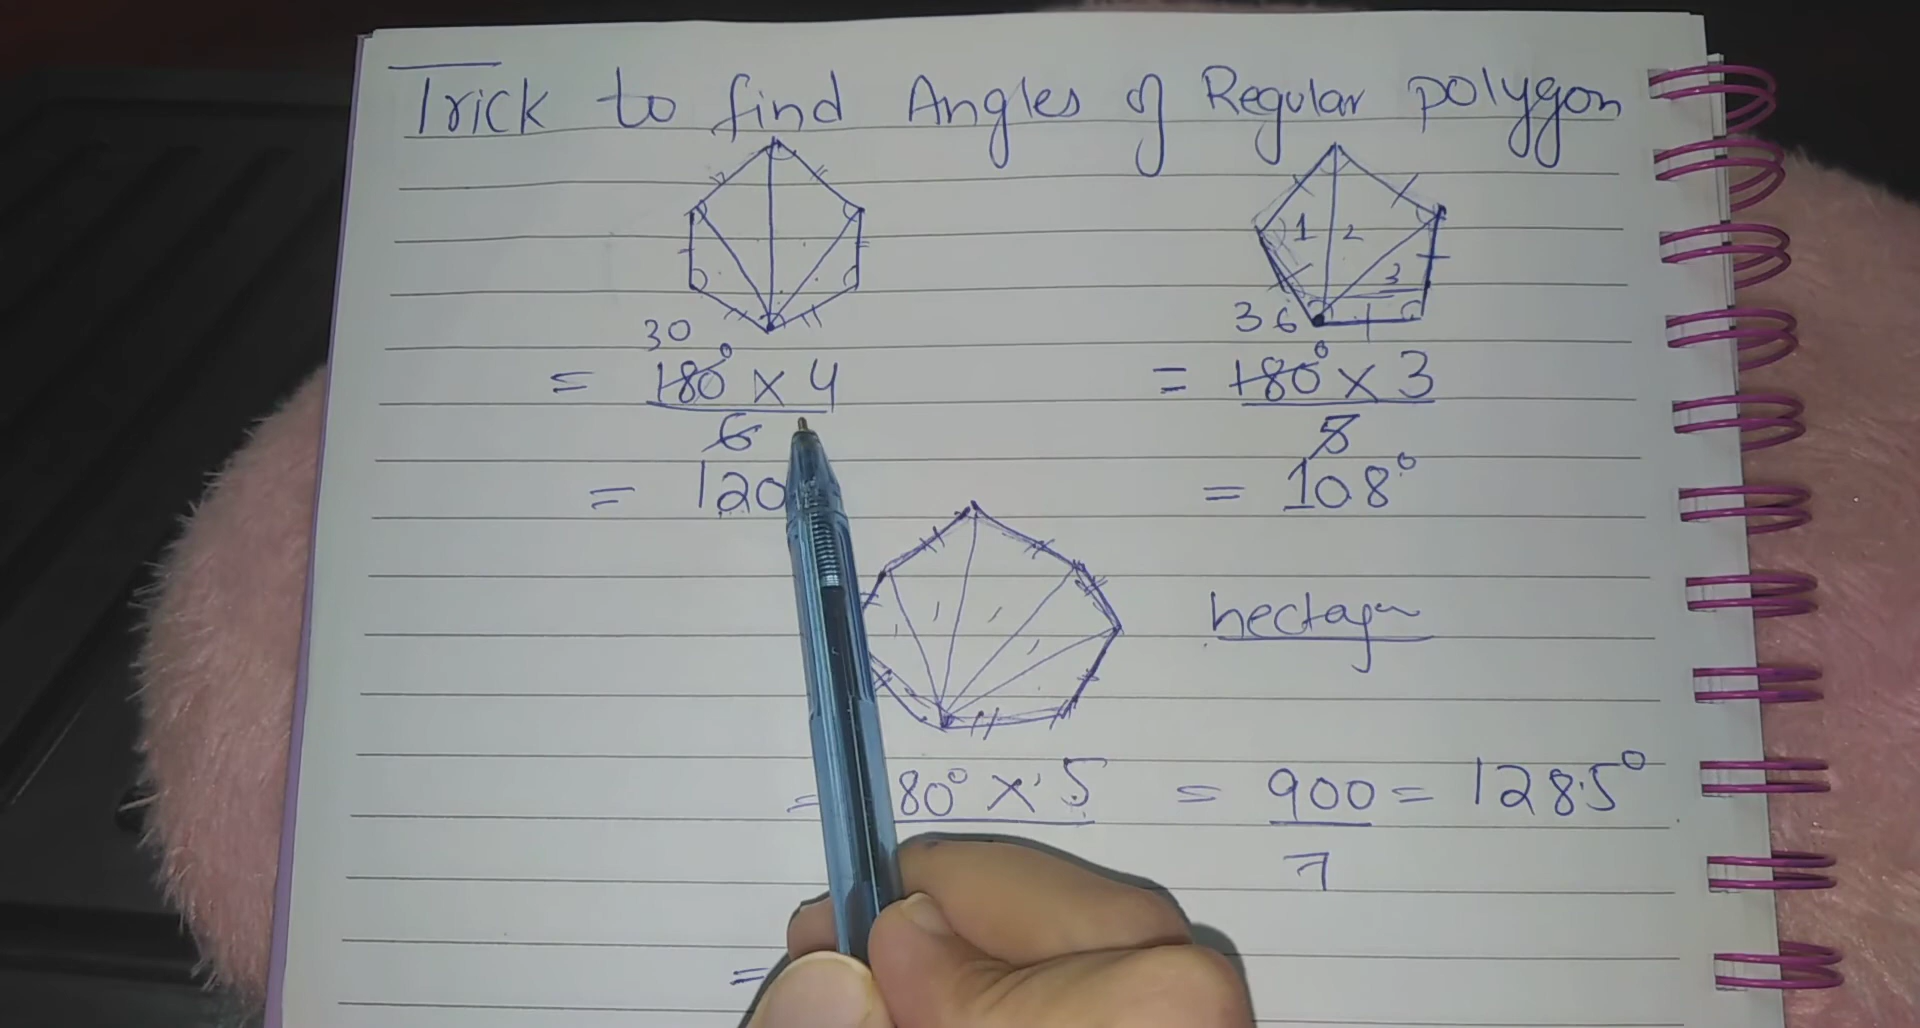 Trick to find Angles of Regular polygon
1 2 3
30
= 180° x 4
6
= 120
36
= 180° x 3
5
= 108°
hectagon
= 80° x 5 = 900 = 128.5°
7
=